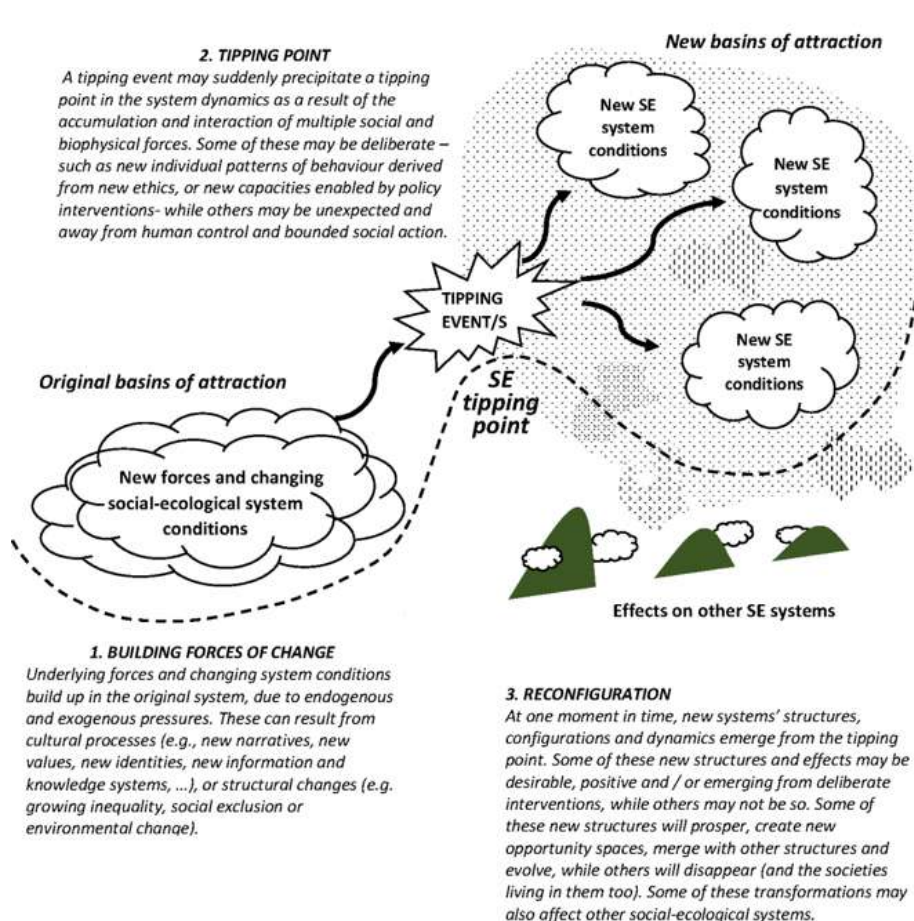 New basins of attraction
2. TIPPING POINT
A tipping event may suddenly precipitate a tipping
point in the system dynamics as a result of the
accumulation and interaction of multiple social and
biophysical forces. Some of these may be deliberate –
such as new individual patterns of behaviour derived
from new ethics, or new capacities enabled by policy
interventions- while others may be unexpected and
away from human control and bounded social action.
New SE
system
conditions
New SE
system
conditions
TIPPING
EVENT/S
New SE
system
conditions
Original basins of attraction
SE
tipping
point
New forces and changing
social-ecological system
conditions
Effects on other SE systems
1. BUILDING FORCES OF CHANGE
Underlying forces and changing system conditions
build up in the original system, due to endogenous
and exogenous pressures. These can result from
cultural processes (e.g., new narratives, new
values, new identities, new information and
knowledge systems, ...), or structural changes (e.g.
growing inequality, social exclusion or
environmental change).
3. RECONFIGURATION
At one moment in time, new systems' structures,
configurations and dynamics emerge from the tipping
point. Some of these new structures and effects may be
desirable, positive and / or emerging from deliberate
interventions, while others may not be so. Some of
these new structures will prosper, create new
opportunity spaces, merge with other structures and
evolve, while others will disappear (and the societies
living in them too). Some of these transformations may
also affect other social-ecological systems.